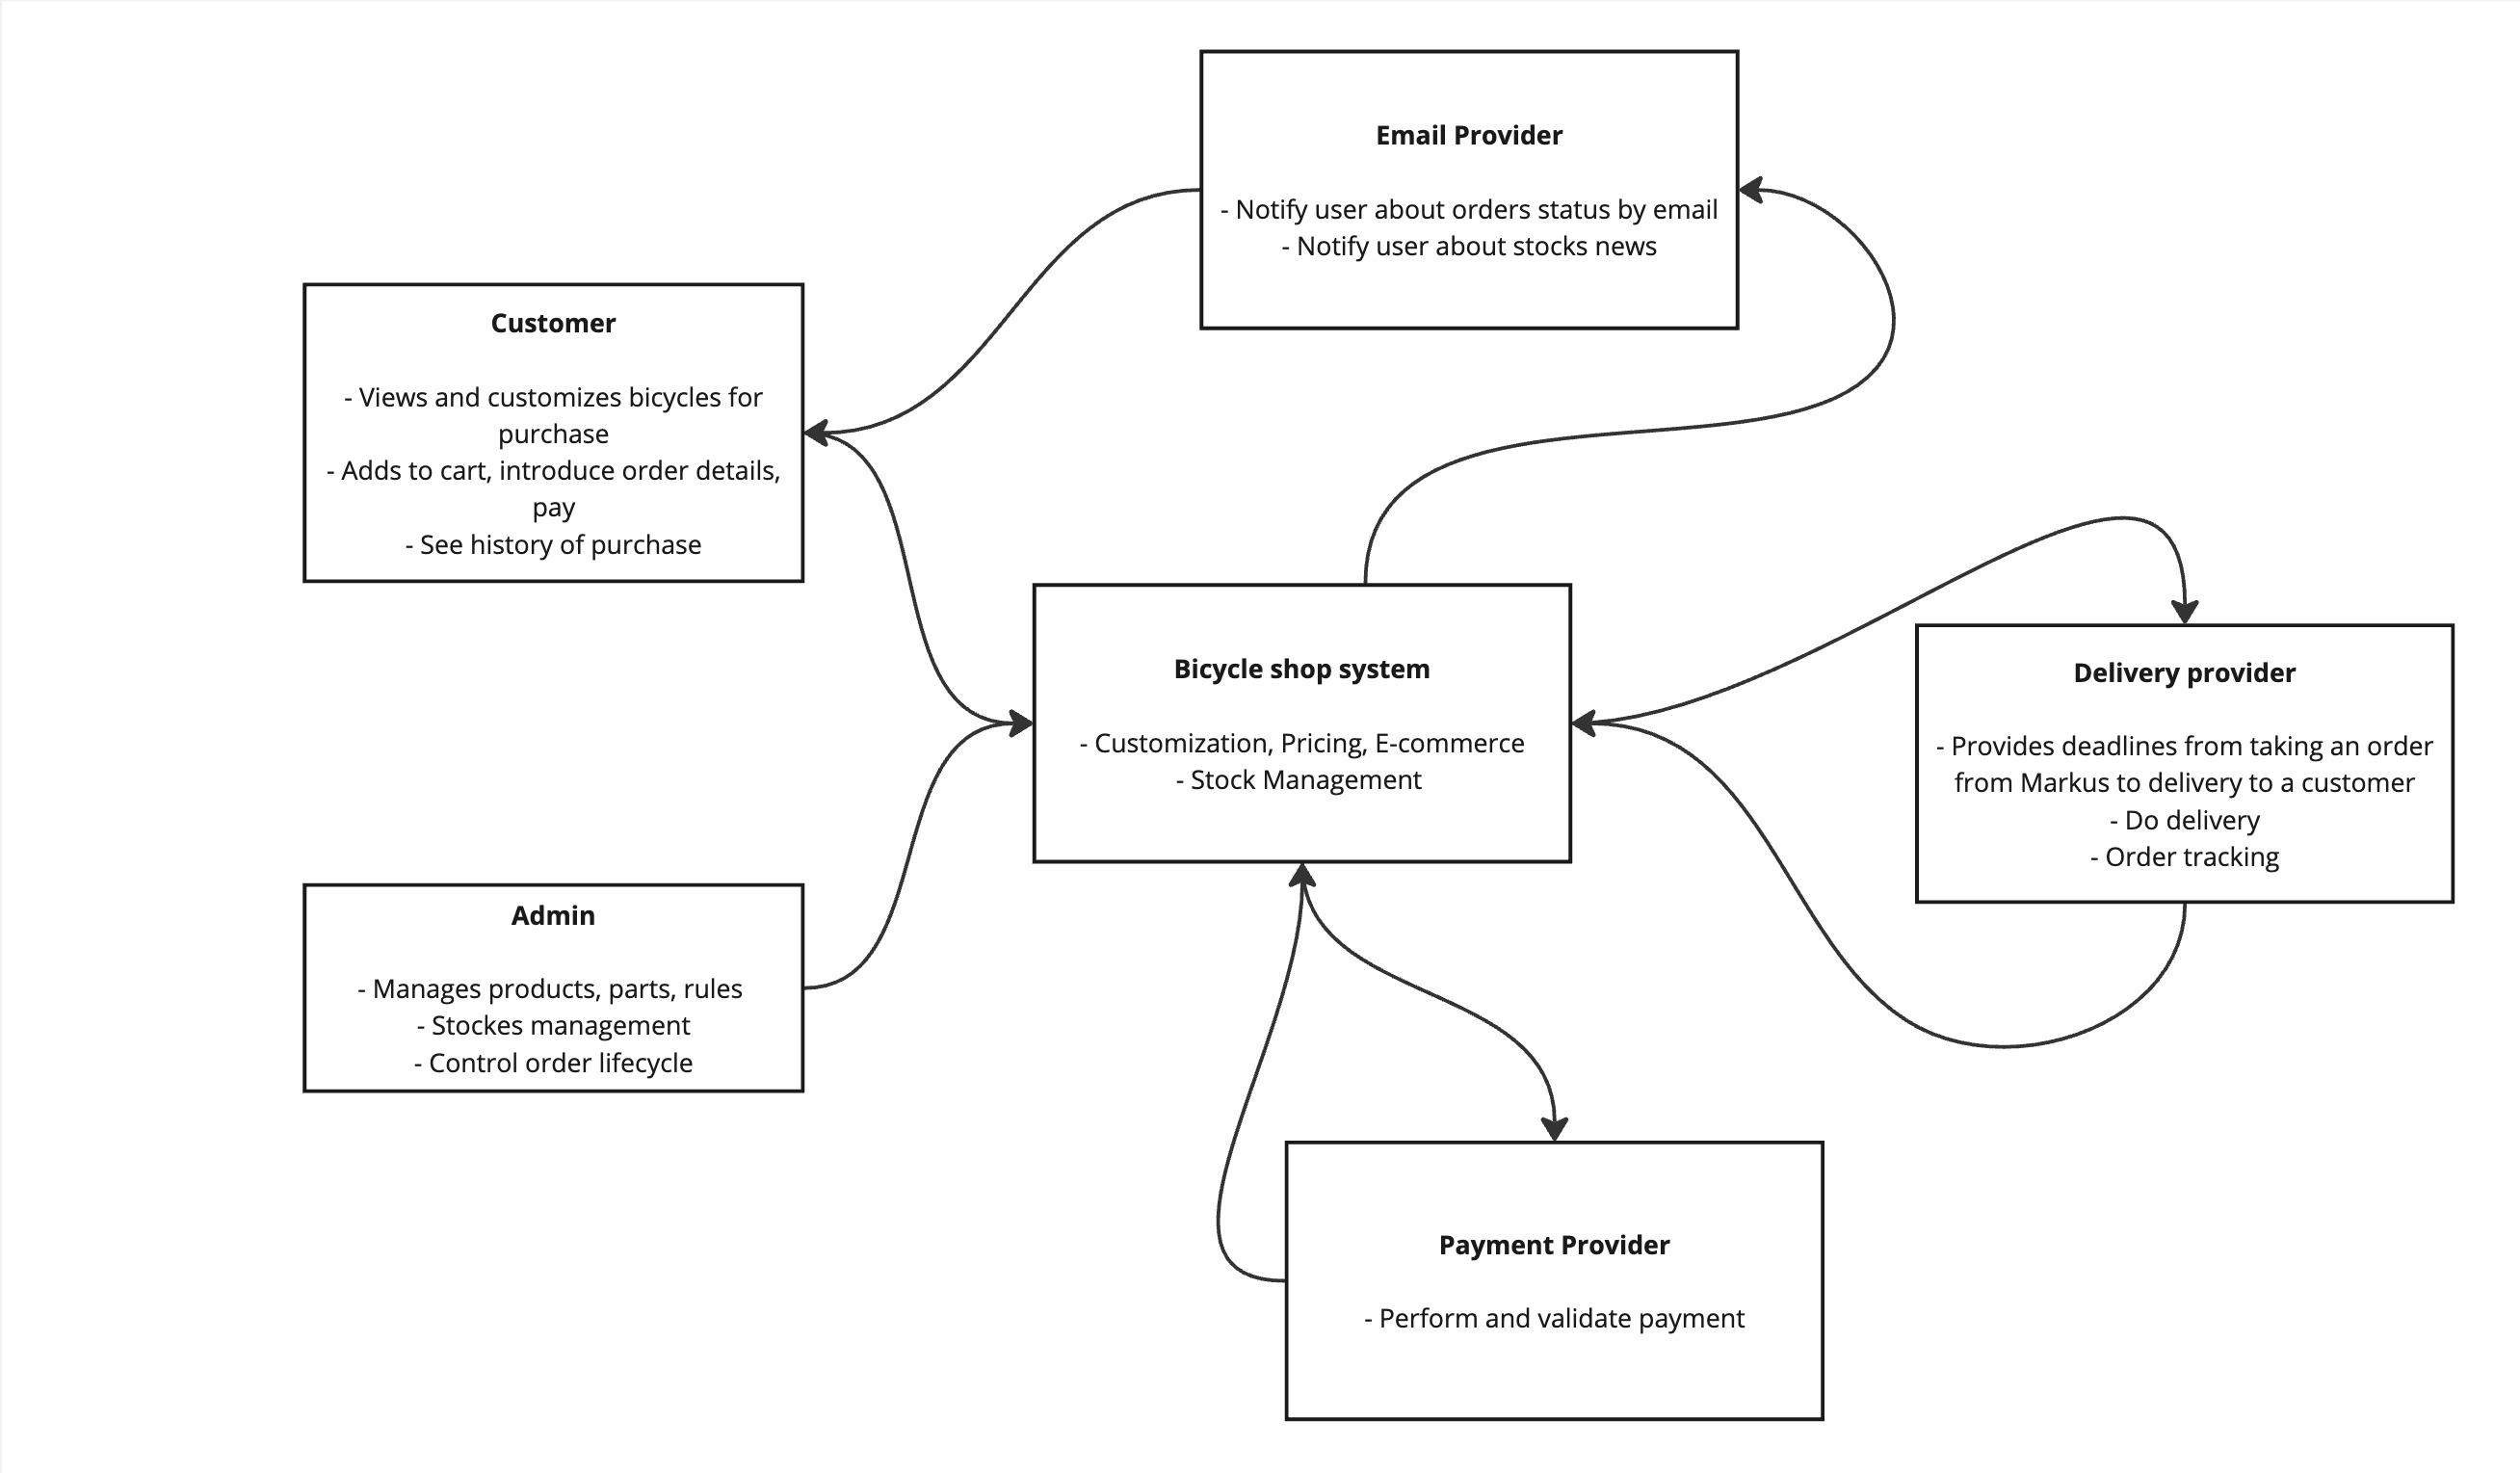 Email Provider
- Notify user about orders status by email
- Notify user about stocks news
Customer
- Views and customizes bicycles for
purchase
- Adds to cart, introduce order details,
pay
- See history of purchase
Bicycle shop system
- Customization, Pricing, E-commerce
- Stock Management
Delivery provider
- Provides deadlines from taking an order
from Markus to delivery to a customer
- Do delivery
- Order tracking
Admin
- Manages products, parts, rules
- Stockes management
- Control order lifecycle
Payment Provider
- Perform and validate payment